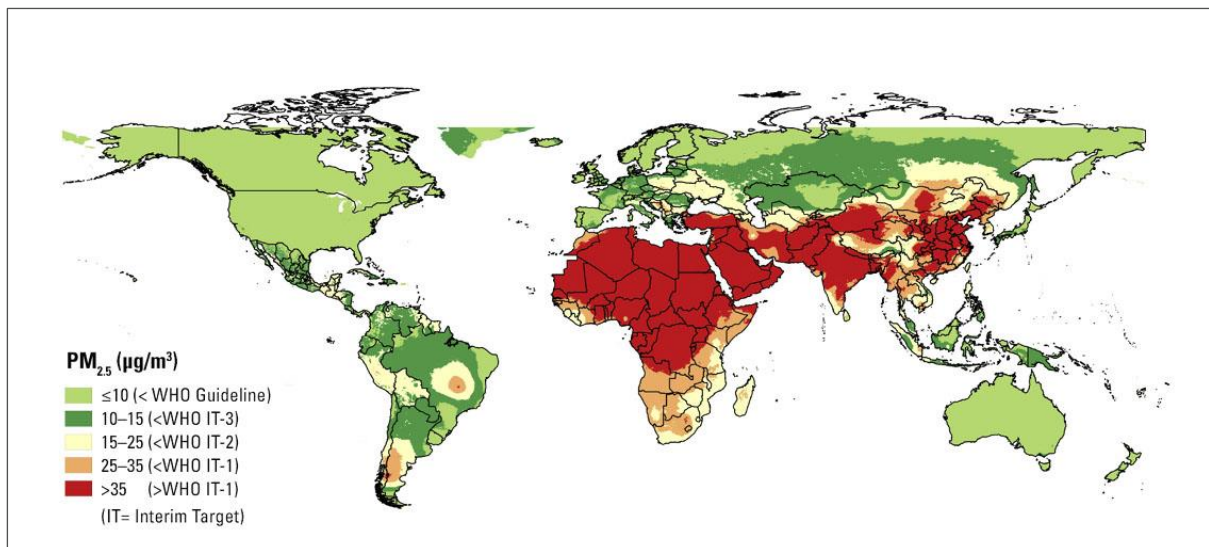 PM2.5 (µg/m³)
≤10 (< WHO Guideline)
10–15 (<WHO IT-3)
15–25 (<WHO IT-2)
25–35 (<WHO IT-1)
>35 (>WHO IT-1)
(IT= Interim Target)